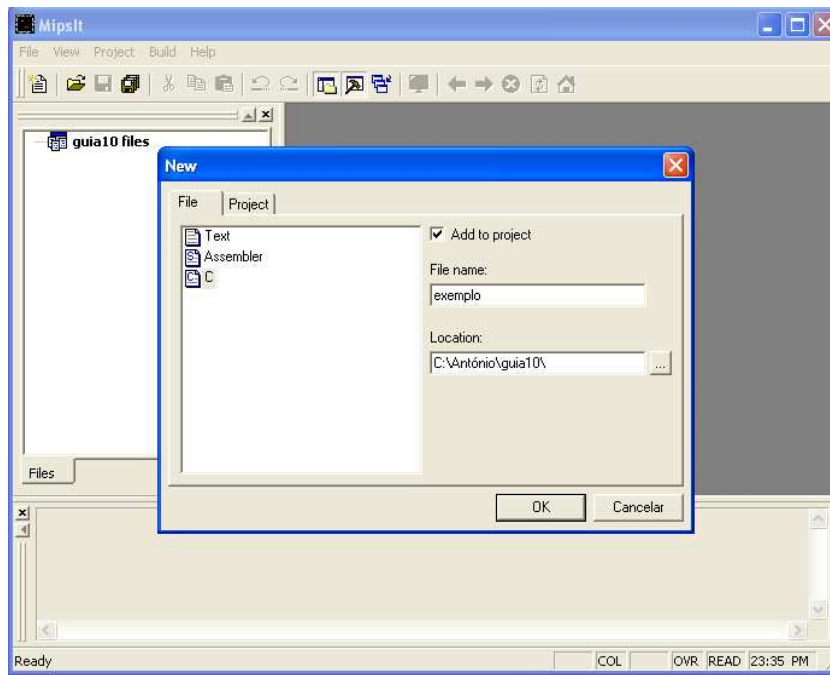 MipsIt
File View Project Build Help
guia10 files
New
File Project
Text
Assembler
C
Add to project
File name:
exemplo
Location:
C:\António\guia10\
...
OK Cancelar
Files
Ready COL OVR READ 23:35 PM